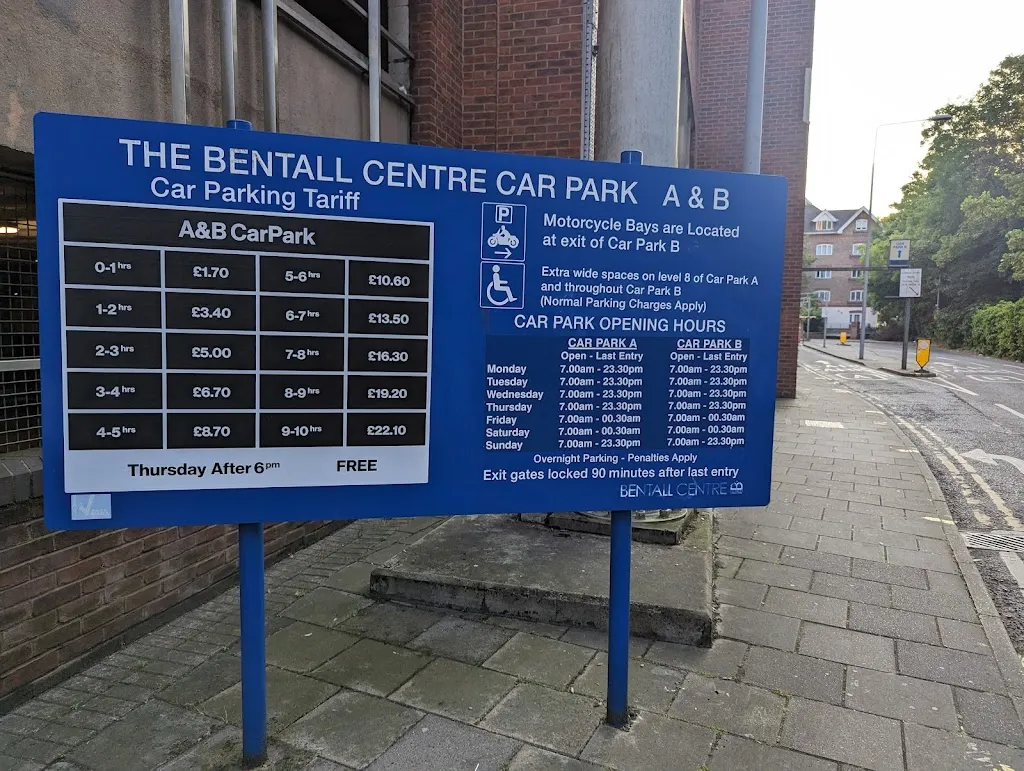 THE BENTALL CENTRE CAR PARK A & B
Car Parking Tariff
A&B CarPark
0-1 hrs £1.70 5-6 hrs £10.60
1-2 hrs £3.40 6-7 hrs £13.50
2-3 hrs £5.00 7-8 hrs £16.30
3-4 hrs £6.70 8-9 hrs £19.20
4-5 hrs £8.70 9-10 hrs £22.10
Thursday After 6pm FREE
P
Motorcycle Bays are Located
at exit of Car Park B
Extra wide spaces on level 8 of Car Park A
and throughout Car Park B
(Normal Parking Charges Apply)
CAR PARK OPENING HOURS
CAR PARK A CAR PARK B
Open - Last Entry Open - Last Entry
Monday 7.00am - 23.30pm 7.00am - 23.30pm
Tuesday 7.00am - 23.30pm 7.00am - 23.30pm
Wednesday 7.00am - 23.30pm 7.00am - 23.30pm
Thursday 7.00am - 23.30pm 7.00am - 23.30pm
Friday 7.00am - 00.30am 7.00am - 00.30am
Saturday 7.00am - 00.30am 7.00am - 00.30am
Sunday 7.00am - 23.30pm 7.00am - 23.30pm
Overnight Parking - Penalties Apply
Exit gates locked 90 minutes after last entry
BENTALL CENTRE